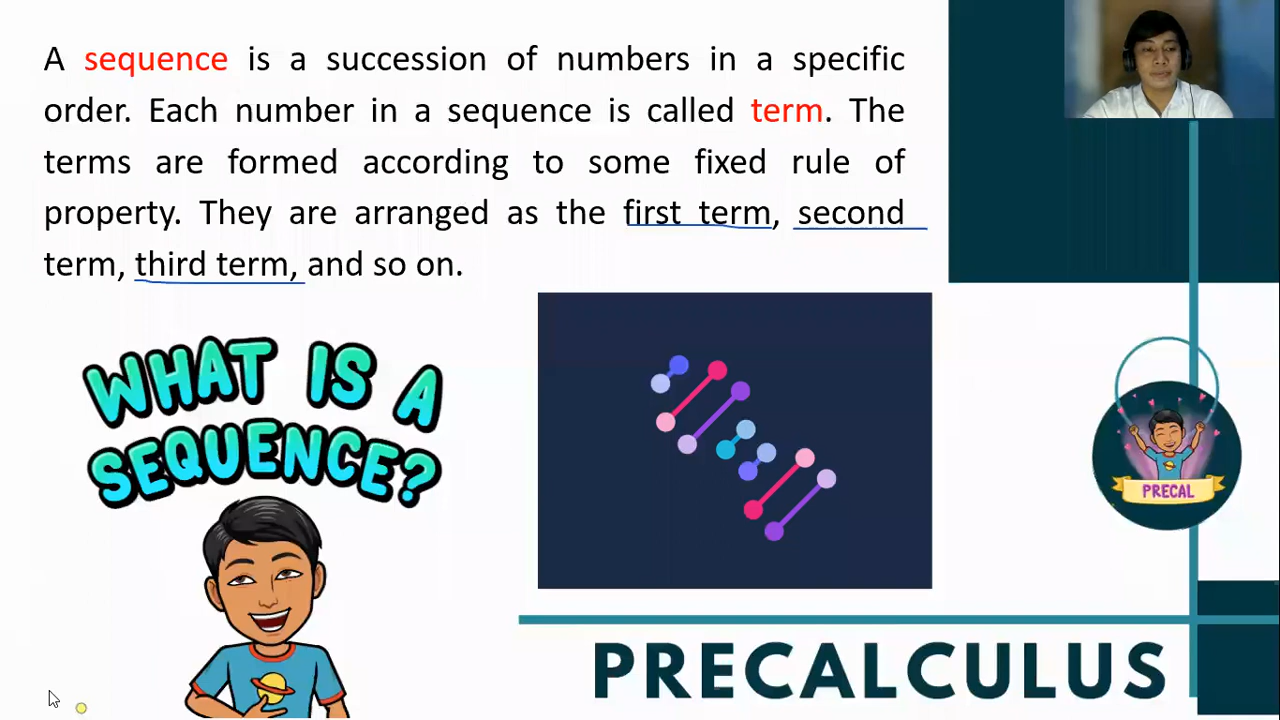 A sequence is a succession of numbers in a specific
order. Each number in a sequence is called term. The
terms are formed according to some fixed rule of
property. They are arranged as the first term, second
term, third term, and so on.
WHAT IS A
SEQUENCE?
PRECAL
PRECALCULUS